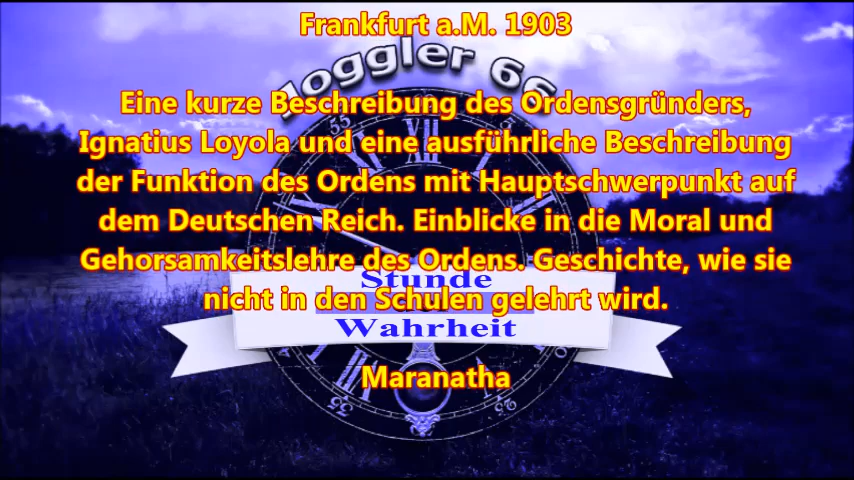 Frankfurt a.M. 1903
Joggler 66
Eine kurze Beschreibung des Ordensgründers,
Ignatius Loyola und eine ausführliche Beschreibung
der Funktion des Ordens mit Hauptschwerpunkt auf
dem Deutschen Reich. Einblicke in die Moral und
Gehorsamkeitslehre des Ordens. Geschichte, wie sie
Stunde
nicht in den Schulen gelehrt wird.
Wahrheit
Maranatha